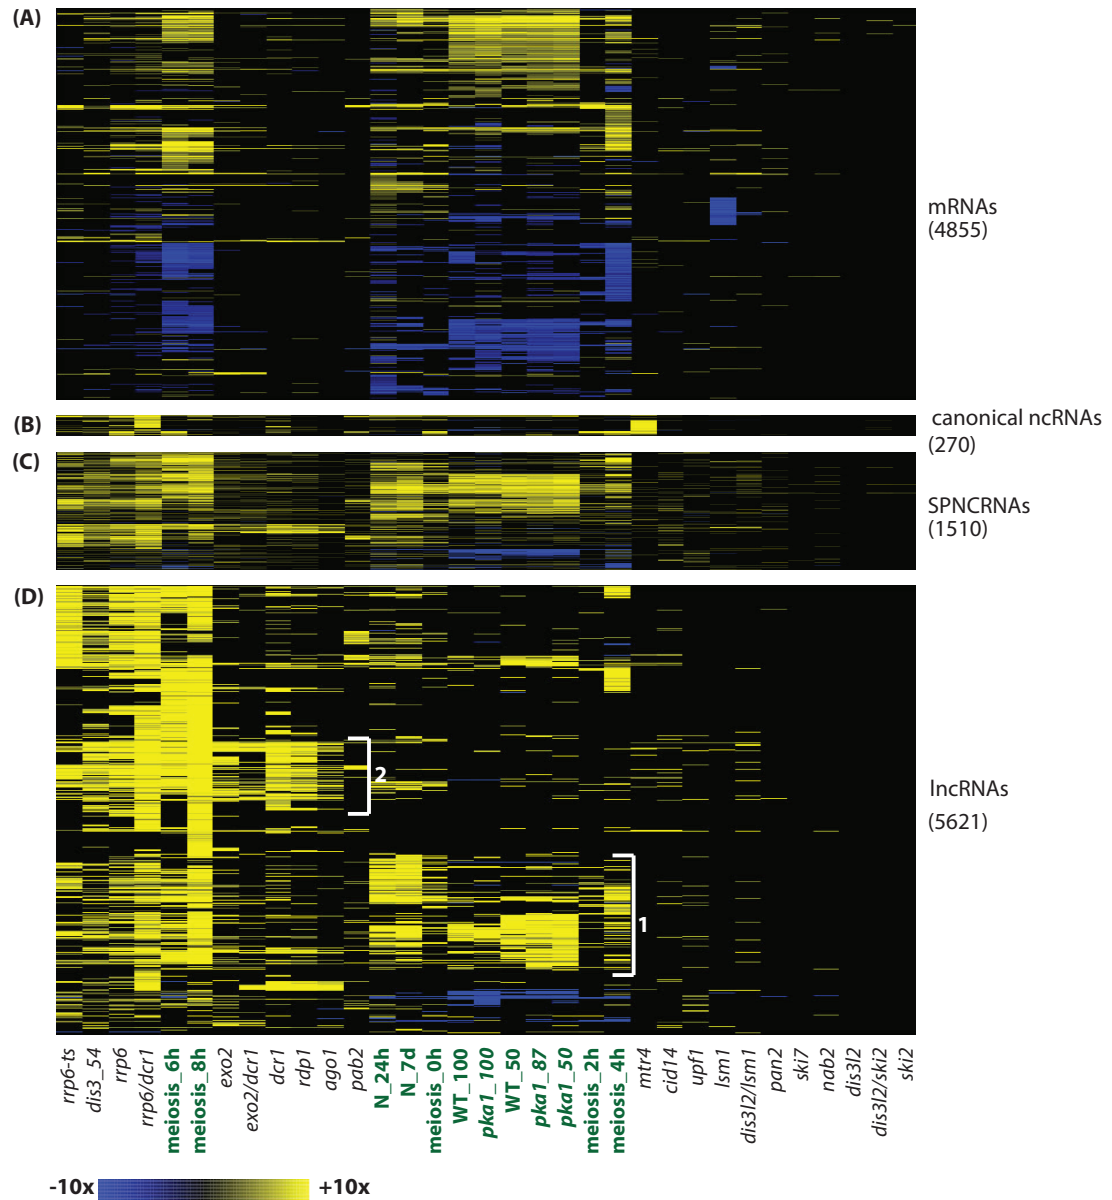 (A)
mRNAs
(4855)
(B)
canonical ncRNAs
(270)
(C)
SPNCRNAs
(1510)
(D)
2
lncRNAs
(5621)
1
rrp6-ts
dis3_54
rrp6
rrp6/dcr1
meiosis_6h
meiosis_8h
exo2
exo2/dcr1
dcr1
rdp1
ago1
pab2
N_24h
N_7d
meiosis_0h
WT_100
pka1_100
WT_50
pka1_87
pka1_50
meiosis_2h
meiosis_4h
mtr4
cid14
upf1
lsm1
dis3l2/lsm1
pan2
ski7
nab2
dis3l2
dis3l2/ski2
ski2
-10x
+10x